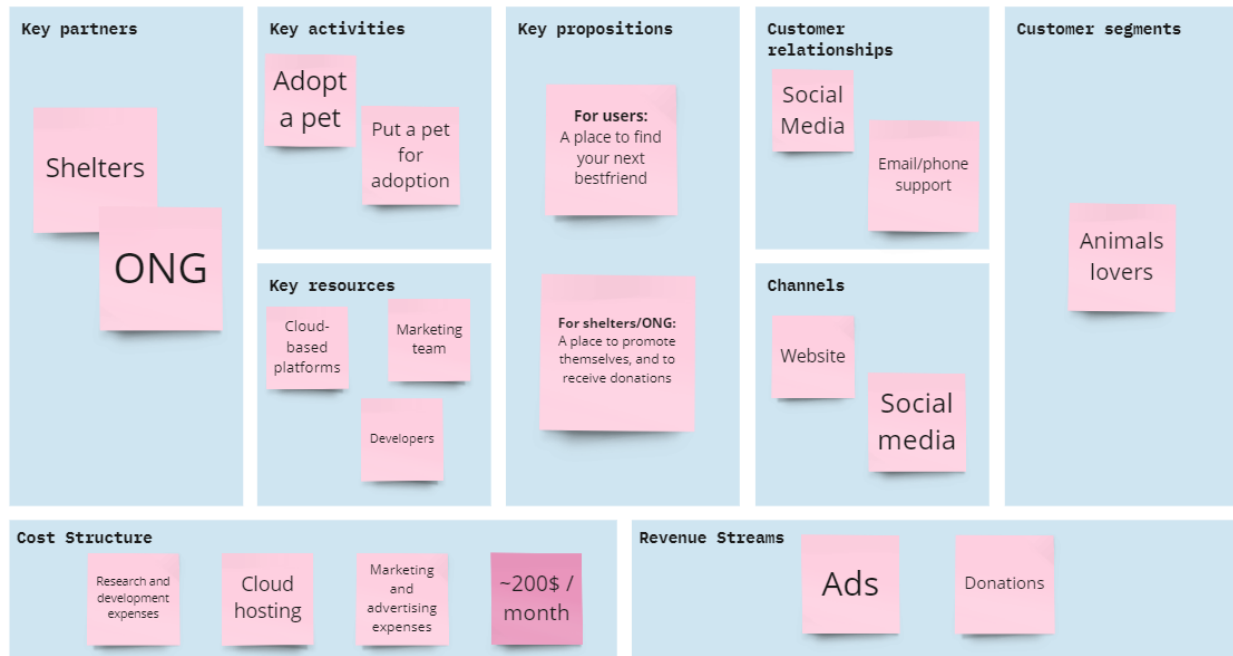 Key partners
Shelters
ONG
Key activities
Adopt
a pet
Put a pet
for
adoption
Key resources
Cloud-
based
platforms
Marketing
team
Developers
Key propositions
For users:
A place to find
your next
bestfriend
For shelters/ONG:
A place to promote
themselves, and to
receive donations
Customer
relationships
Social
Media
Email/phone
support
Channels
Website
Social
media
Customer segments
Animals
lovers
Cost Structure
Research and
development
expenses
Cloud
hosting
Marketing
and
advertising
expenses
~200$ /
month
Revenue Streams
Ads
Donations